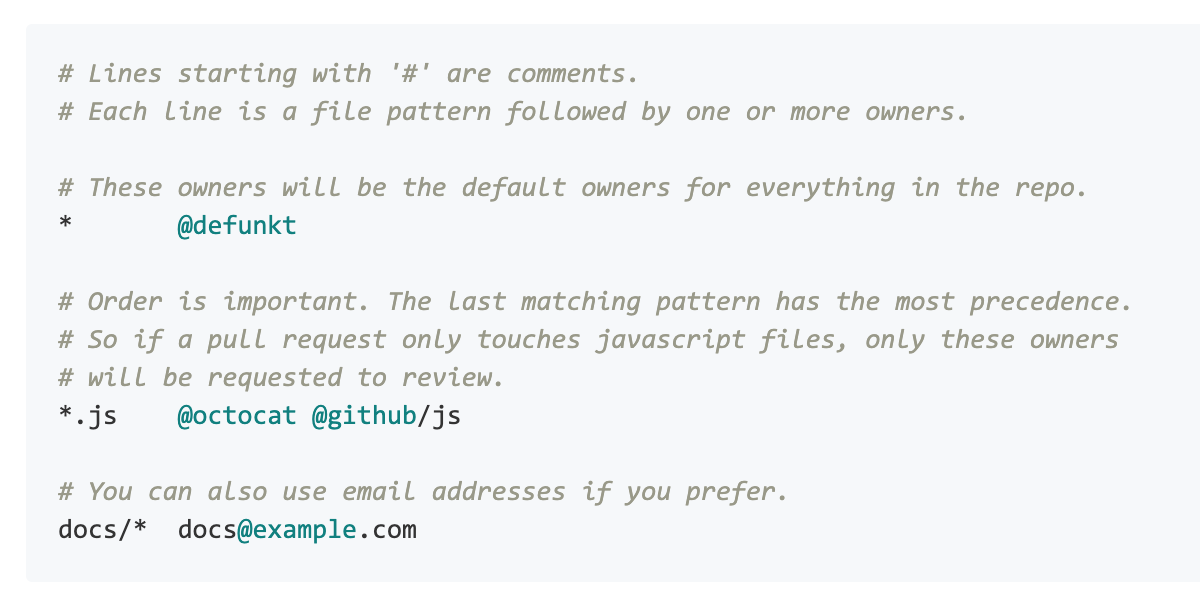 # Lines starting with '#' are comments.
# Each line is a file pattern followed by one or more owners.
# These owners will be the default owners for everything in the repo.
*       @defunkt
# Order is important. The last matching pattern has the most precedence.
# So if a pull request only touches javascript files, only these owners
# will be requested to review.
*.js    @octocat @github/js
# You can also use email addresses if you prefer.
docs/*  docs@example.com